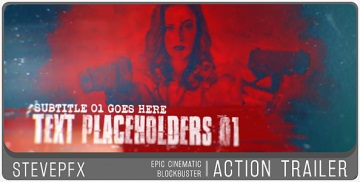 SUBTITLE 01 GOES HERE
TEXT PLACEHOLDERS 01
STEVEPFX
EPIC CINEMATIC
BLOCKBUSTER
ACTION TRAILER